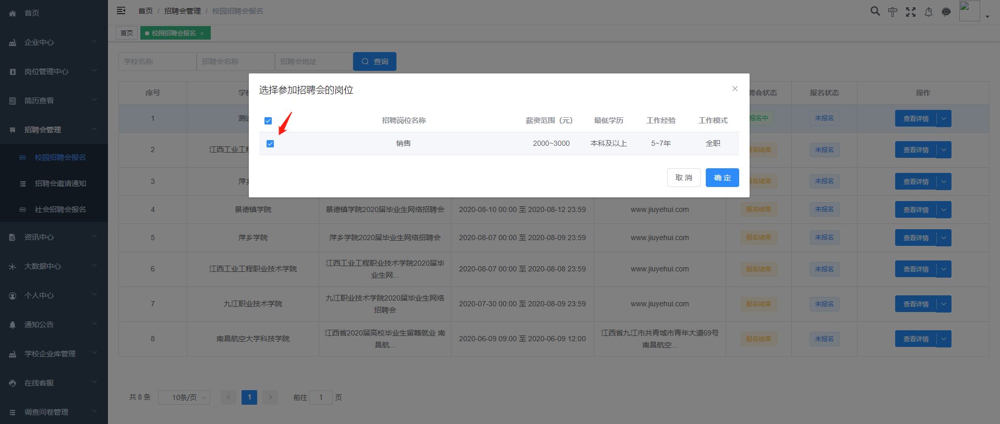 首页
企业中心
岗位管理中心
简历查看
招聘会管理
校园招聘会报名
招聘会邀请通知
社会招聘会报名
资讯中心
大数据中心
个人中心
通知公告
学校企业库管理
在线客服
调查问卷管理
首页 / 招聘会管理 / 校园招聘会报名
首页 校园招聘会报名 ×
学校名称 招聘会名称 招聘会地址 查询
选择参加招聘会的岗位
招聘岗位名称 薪资范围（元） 最低学历 工作经验 工作模式
销售 2000~3000 本科及以上 5~7年 全职
取 消 确 定
序号 聘会状态 报名状态 操作
1 报名中 未报名 查看详情
2 江西工业工程 报名结束 未报名 查看详情
3 报名结束 未报名 查看详情
4 景德镇学院 景德镇学院2020届毕业生网络招聘会 2020-08-10 00:00 至 2020-08-12 23:59 www.jiuyehui.com 报名结束 未报名 查看详情
5 萍乡学院 萍乡学院2020届毕业生网络招聘会 2020-08-07 00:00 至 2020-08-09 23:59 www.jiuyehui.com 报名结束 未报名 查看详情
6 江西工业工程职业技术学院 江西工业工程职业技术学院2020届毕
业生网... 2020-08-07 00:00 至 2020-08-08 23:59 www.jiuyehui.com 报名结束 未报名 查看详情
7 九江职业技术学院 九江职业技术学院2020届毕业生网络
招聘会 2020-07-30 00:00 至 2020-08-09 23:59 www.jiuyehui.com 报名结束 未报名 查看详情
8 南昌航空大学科技学院 江西省2020届高校毕业生留赣就业 南
昌航... 2020-06-09 09:00 至 2020-06-09 12:00 江西省九江市共青城市青年大道69号
南昌航空... 报名结束 未报名 查看详情
共 8 条 10条/页 1 前往 1 页